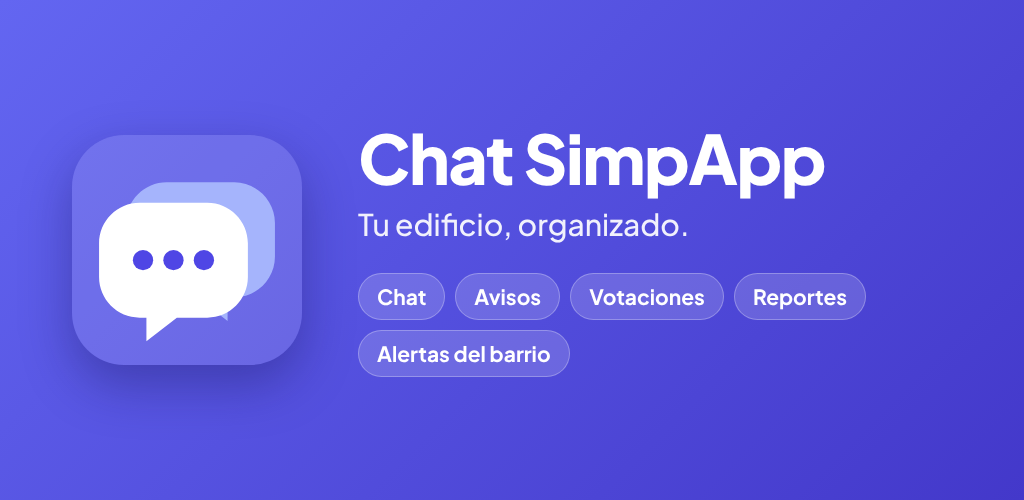 Chat SimpApp
Tu edificio, organizado.
Chat Avisos Votaciones Reportes
Alertas del barrio